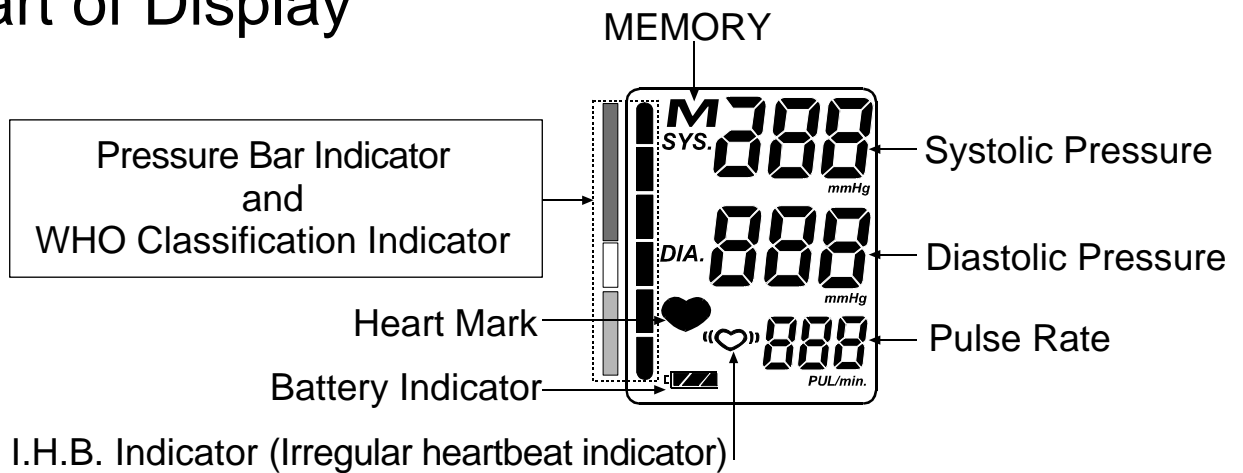 art of Display
MEMORY
M
SYS.
288
mmHg
Systolic Pressure
Pressure Bar Indicator
and
WHO Classification Indicator
DIA.
888
mmHg
Diastolic Pressure
Heart Mark
888
PUL/min.
Pulse Rate
Battery Indicator
I.H.B. Indicator (Irregular heartbeat indicator)